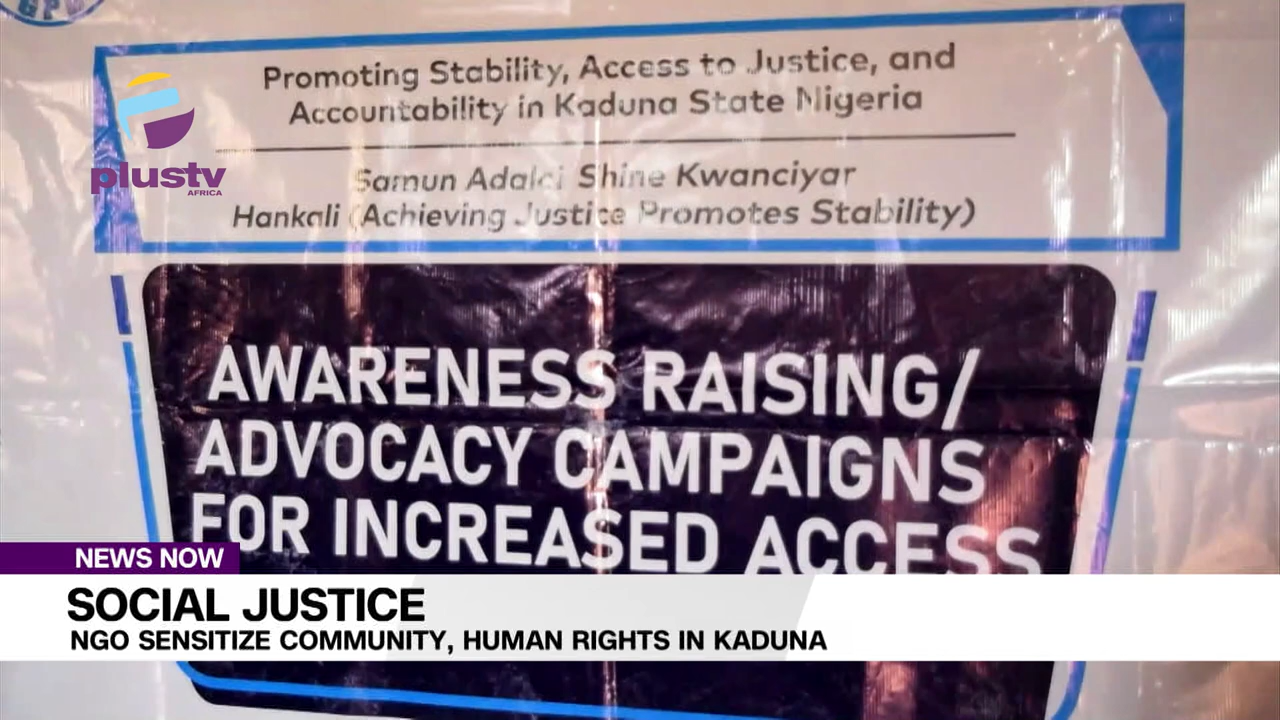 Promoting Stability, Access to Justice, and
Accountability in Kaduna State Nigeria
Samun Adalci Shine Kwanciyar
Hankali (Achieving Justice Promotes Stability)
plustv
AFRICA
AWARENESS RAISING/
ADVOCACY CAMPAIGNS
FOR INCREASED ACCESS
NEWS NOW
SOCIAL JUSTICE
NGO SENSITIZE COMMUNITY, HUMAN RIGHTS IN KADUNA